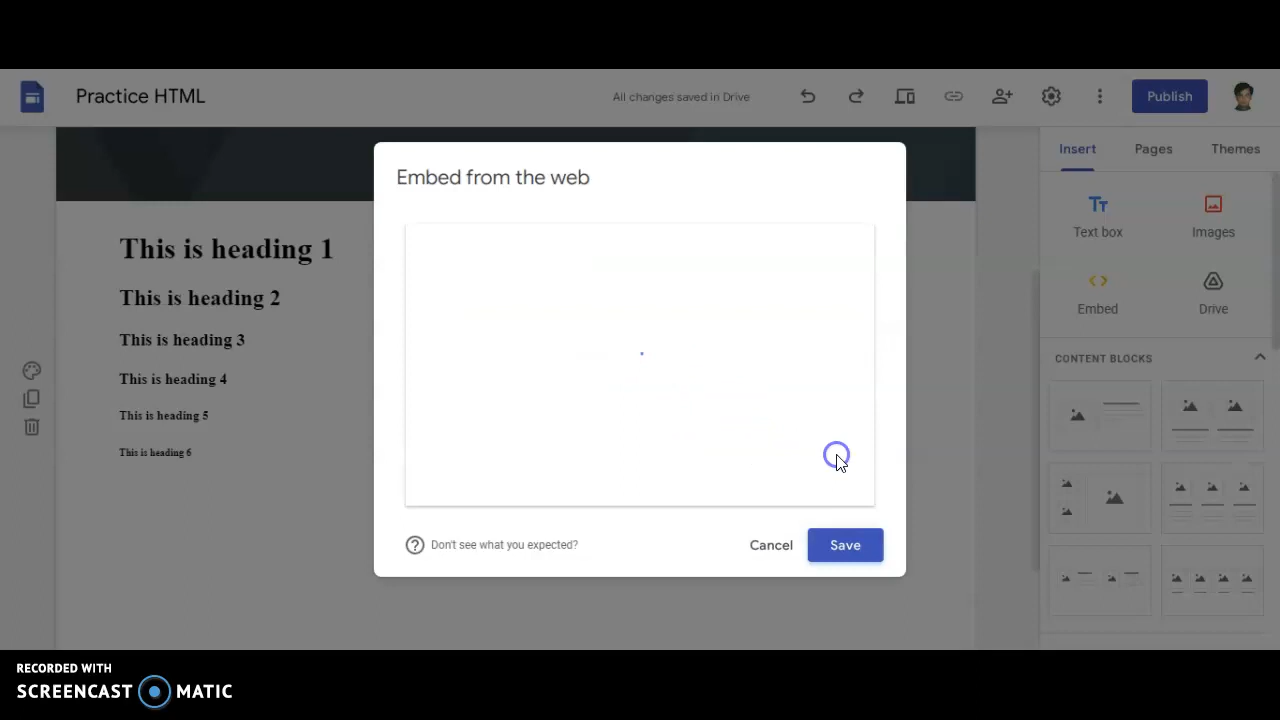 Practice HTML
All changes saved in Drive
Publish
Embed from the web
Insert
Pages
Themes
Text box
Images
Embed
Drive
CONTENT BLOCKS
This is heading 1
This is heading 2
This is heading 3
This is heading 4
This is heading 5
This is heading 6
Don't see what you expected?
Cancel
Save
RECORDED WITH
SCREENCAST MATIC